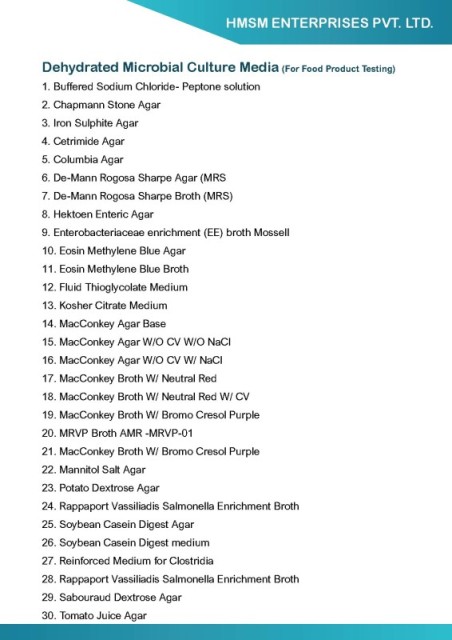 HMSM ENTERPRISES PVT. LTD.
Dehydrated Microbial Culture Media (For Food Product Testing)
1. Buffered Sodium Chloride- Peptone solution
2. Chapmann Stone Agar
3. Iron Sulphite Agar
4. Cetrimide Agar
5. Columbia Agar
6. De-Mann Rogosa Sharpe Agar (MRS
7. De-Mann Rogosa Sharpe Broth (MRS)
8. Hektoen Enteric Agar
9. Enterobacteriaceae enrichment (EE) broth Mossell
10. Eosin Methylene Blue Agar
11. Eosin Methylene Blue Broth
12. Fluid Thioglycolate Medium
13. Kosher Citrate Medium
14. MacConkey Agar Base
15. MacConkey Agar W/O CV W/O NaCl
16. MacConkey Agar W/O CV W/ NaCl
17. MacConkey Broth W/ Neutral Red
18. MacConkey Broth W/ Neutral Red W/ CV
19. MacConkey Broth W/ Bromo Cresol Purple
20. MRVP Broth AMR -MRVP-01
21. MacConkey Broth W/ Bromo Cresol Purple
22. Mannitol Salt Agar
23. Potato Dextrose Agar
24. Rappaport Vassiliadis Salmonella Enrichment Broth
25. Soybean Casein Digest Agar
26. Soybean Casein Digest medium
27. Reinforced Medium for Clostridia
28. Rappaport Vassiliadis Salmonella Enrichment Broth
29. Sabouraud Dextrose Agar
30. Tomato Juice Agar